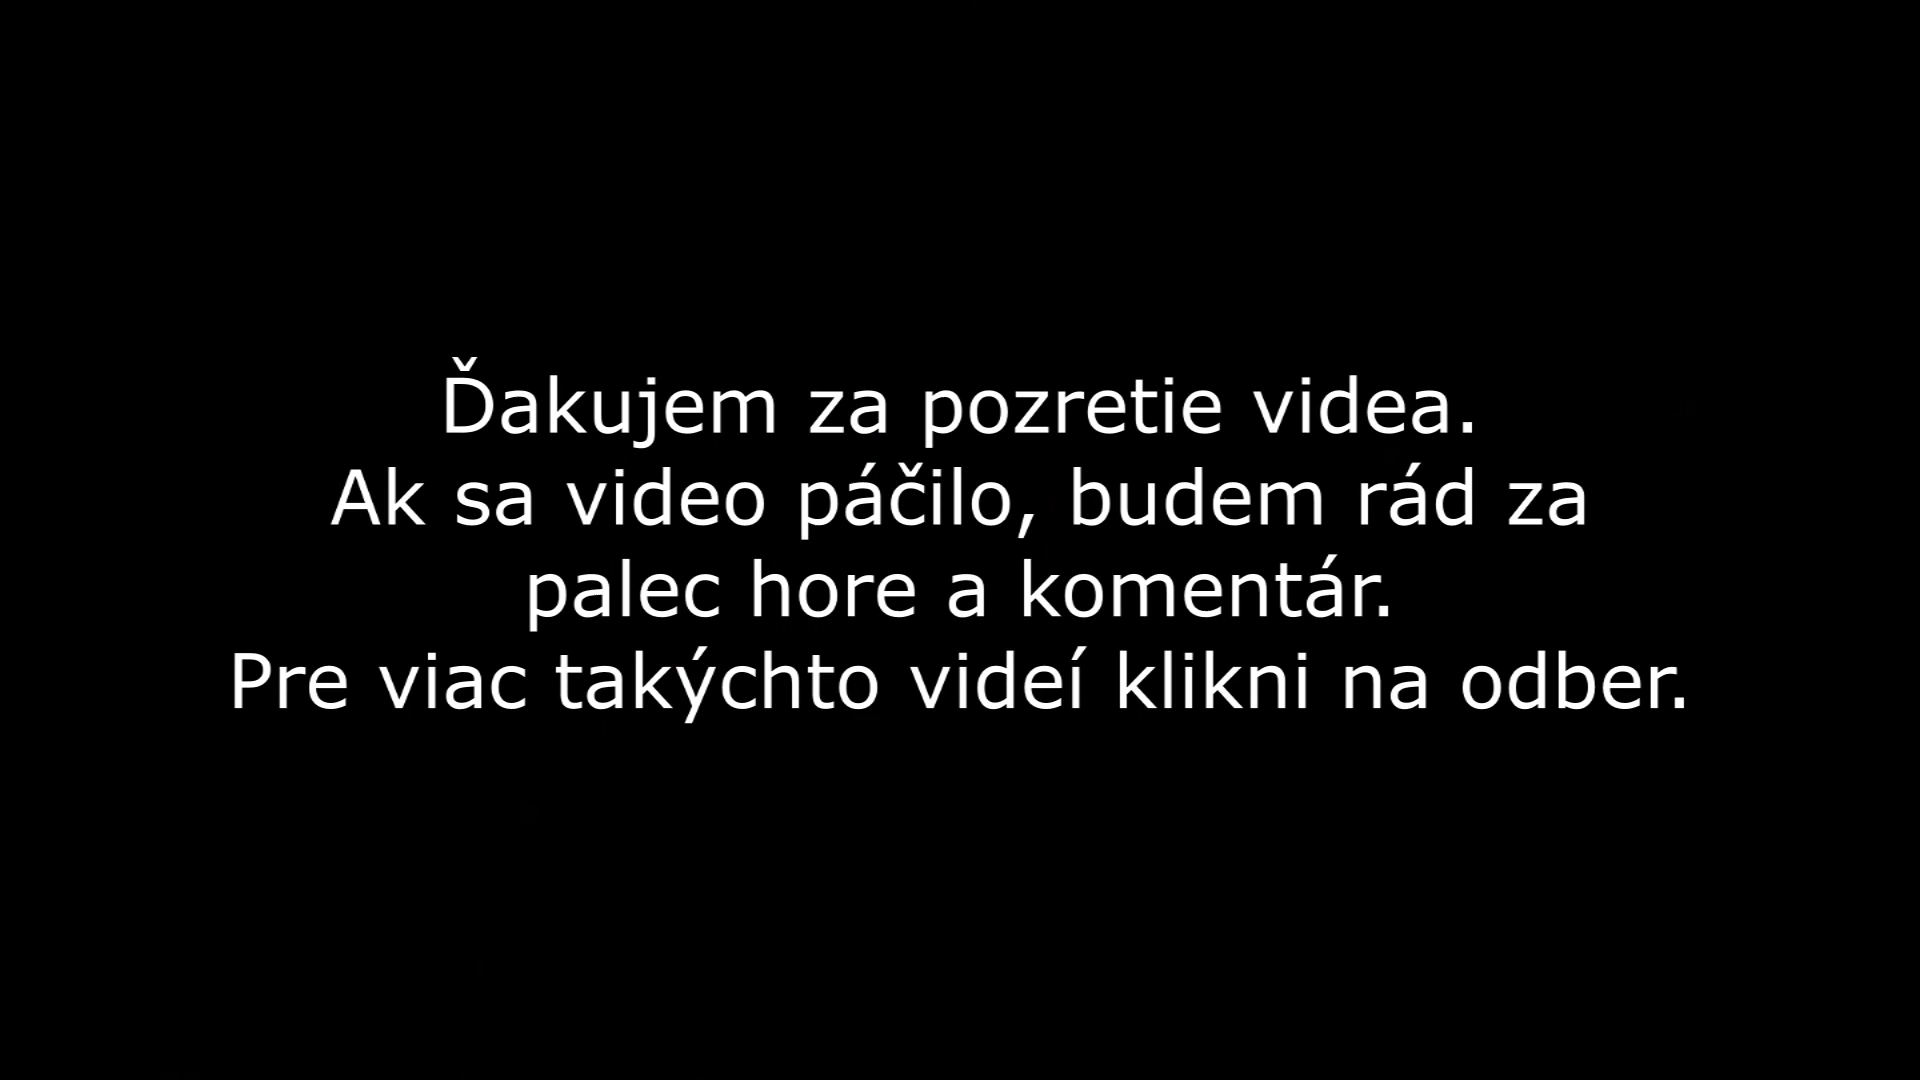 Ďakujem za pozretie videa.
Ak sa video páčilo, budem rád za
palec hore a komentár.
Pre viac takýchto videí klikni na odber.